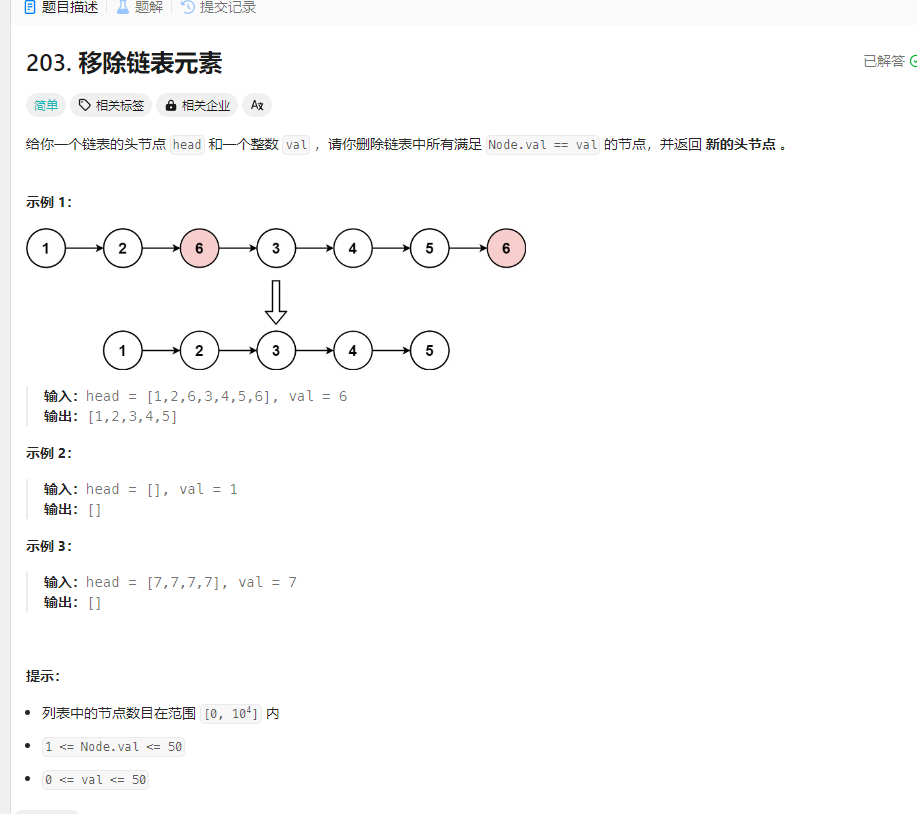 题目描述 题解 提交记录
203. 移除链表元素
已解答
简单 相关标签 相关企业 Aあ
给你一个链表的头节点 head 和一个整数 val ，请你删除链表中所有满足 Node.val == val 的节点，并返回 新的头节点 。
示例 1：
1 2 6 3 4 5 6
1 2 3 4 5
输入：head = [1,2,6,3,4,5,6], val = 6
输出：[1,2,3,4,5]
示例 2：
输入：head = [], val = 1
输出：[]
示例 3：
输入：head = [7,7,7,7], val = 7
输出：[]
提示：
列表中的节点数目在范围 [0, 10⁴] 内
1 <= Node.val <= 50
0 <= val <= 50